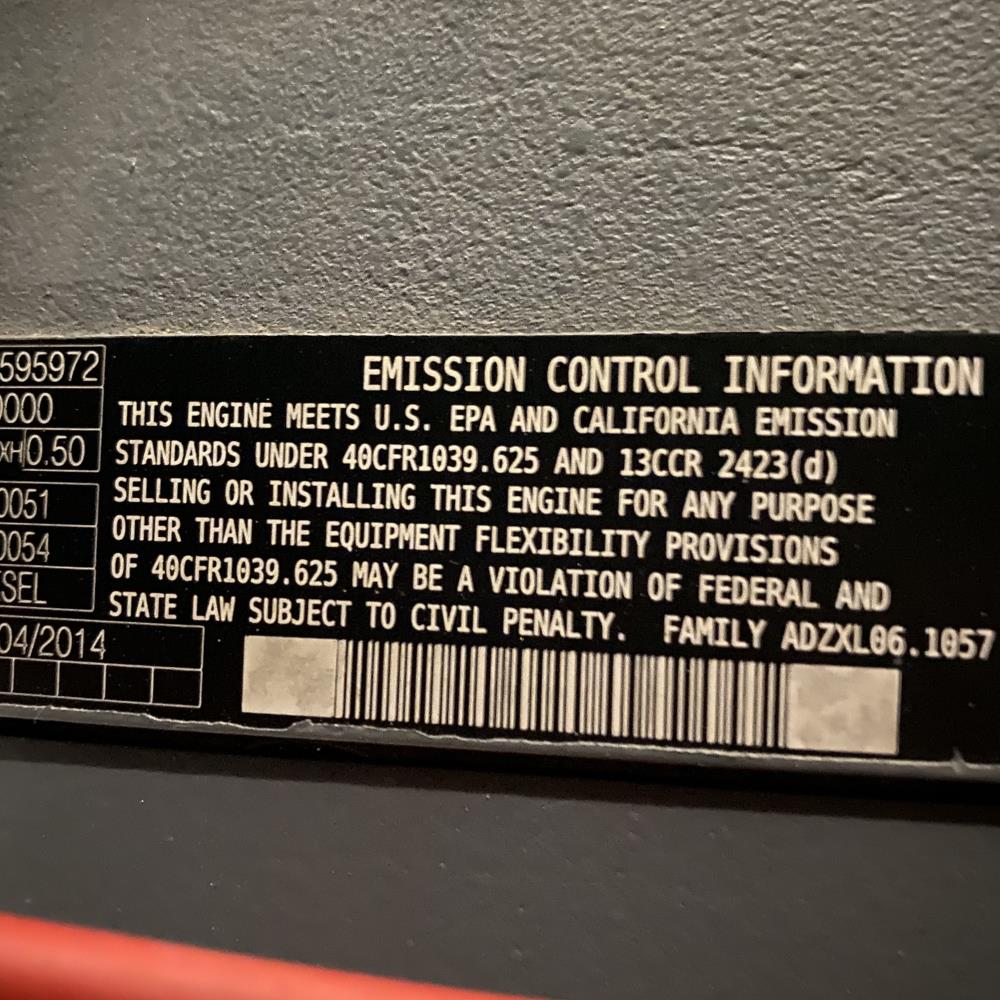 595972
0000
XH 0.50
0051
0054
SEL
04/2014
EMISSION CONTROL INFORMATION
THIS ENGINE MEETS U.S. EPA AND CALIFORNIA EMISSION
STANDARDS UNDER 40CFR1039.625 AND 13CCR 2423(d)
SELLING OR INSTALLING THIS ENGINE FOR ANY PURPOSE
OTHER THAN THE EQUIPMENT FLEXIBILITY PROVISIONS
OF 40CFR1039.625 MAY BE A VIOLATION OF FEDERAL AND
STATE LAW SUBJECT TO CIVIL PENALTY. FAMILY ADZXL06.1057